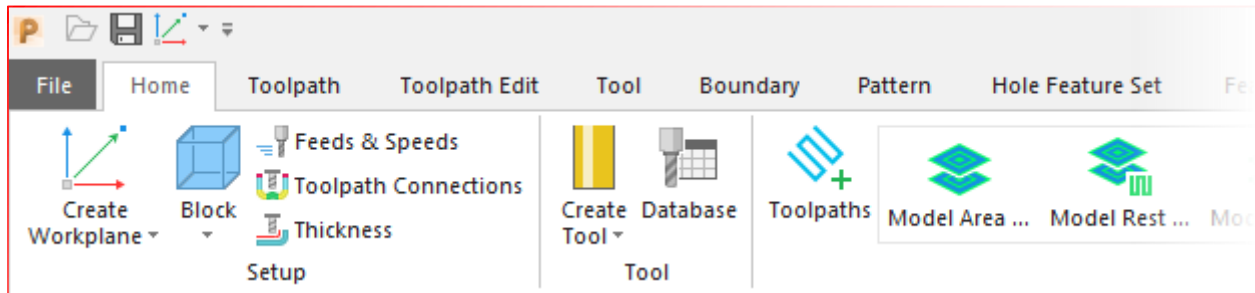 P
File Home Toolpath Toolpath Edit Tool Boundary Pattern Hole Feature Set
Feeds & Speeds
Toolpath Connections
Thickness
Create Workplane
Block
Setup
Create Tool
Database
Tool
Toolpaths
Model Area ...
Model Rest ...